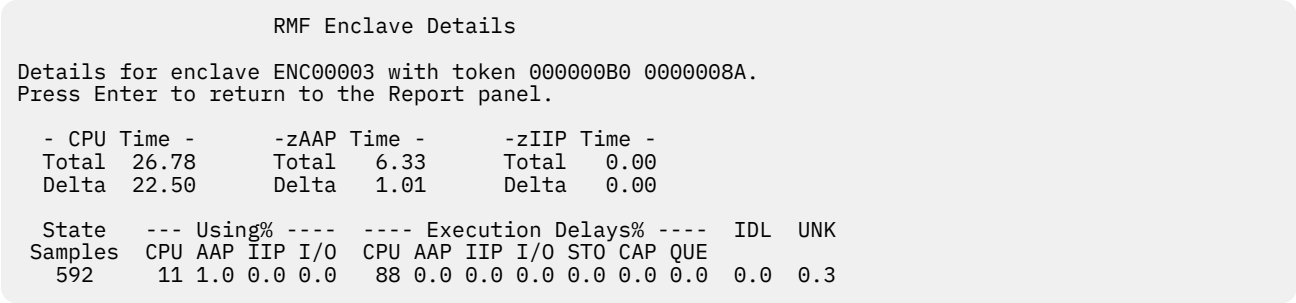 RMF Enclave Details
Details for enclave ENC00003 with token 000000B0 0000008A.
Press Enter to return to the Report panel.
- CPU Time -      -zAAP Time -      -zIIP Time -
Total  26.78      Total   6.33      Total   0.00
Delta  22.50      Delta   1.01      Delta   0.00
State   --- Using% ----  ---- Execution Delays% ----  IDL  UNK
Samples  CPU AAP IIP I/O  CPU AAP IIP I/O STO CAP QUE
592     11 1.0 0.0 0.0   88 0.0 0.0 0.0 0.0 0.0 0.0  0.0  0.3